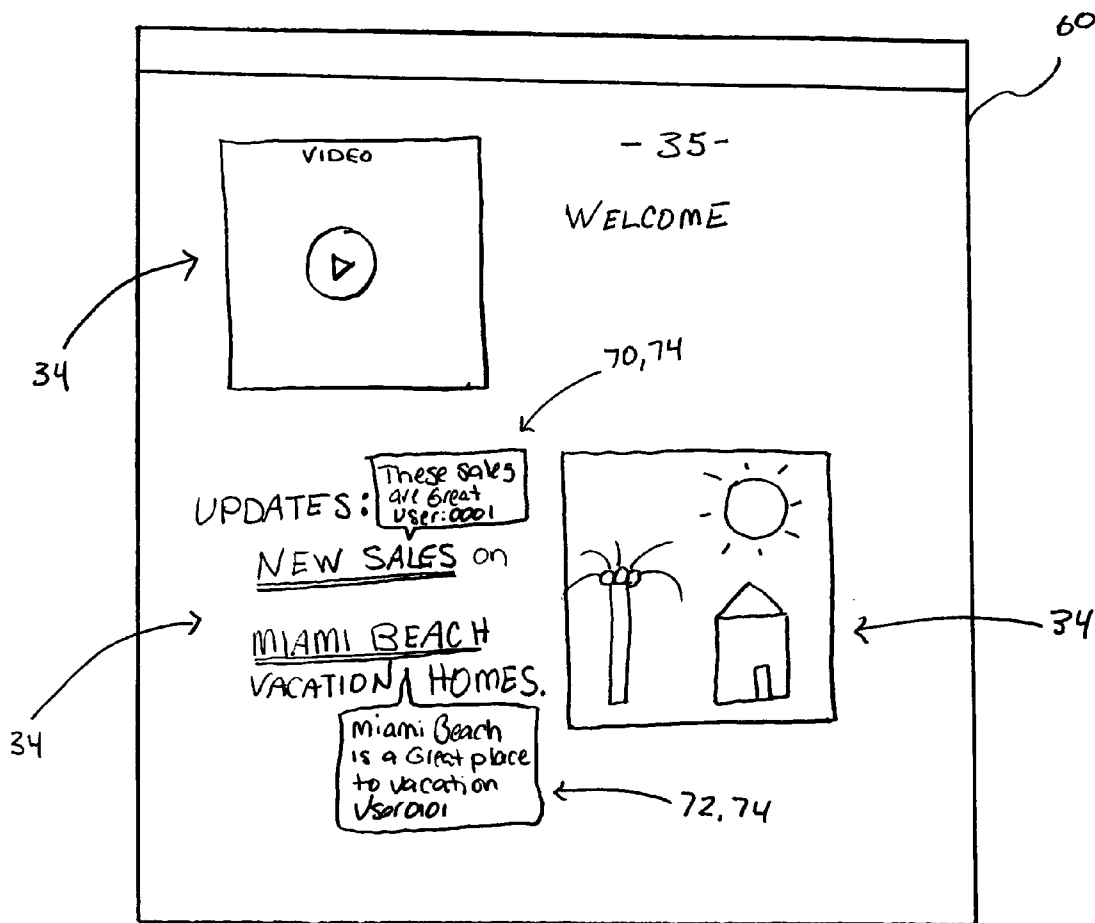 60
VIDEO
- 35-
WELCOME
34
70,74
These sales
are Great
User:0001
UPDATES:
NEW SALES on
MIAMI BEACH
VACATION HOMES.
34
34
Miami Beach
is a Great place
to vacation
User0101
72,74